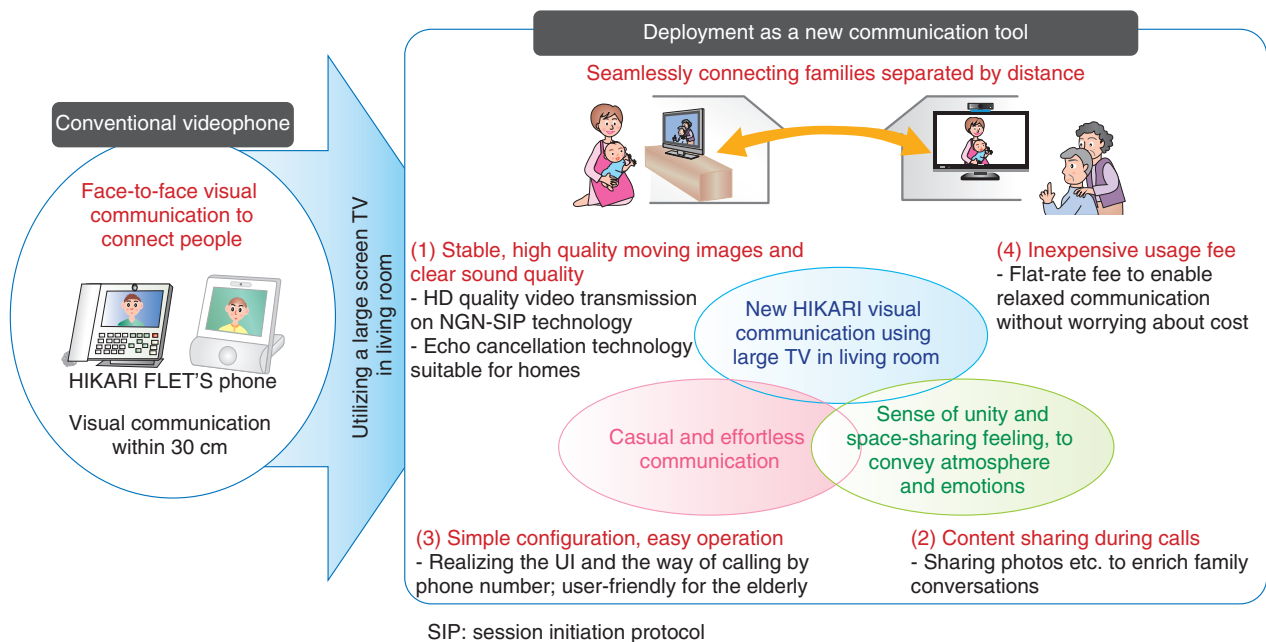 Conventional videophone
Face-to-face visual
communication to
connect people
HIKARI FLET'S phone
Visual communication
within 30 cm
Utilizing a large screen TV
in living room
Deployment as a new communication tool
Seamlessly connecting families separated by distance
(1) Stable, high quality moving images and
clear sound quality
- HD quality video transmission
on NGN-SIP technology
- Echo cancellation technology
suitable for homes
(4) Inexpensive usage fee
- Flat-rate fee to enable
relaxed communication
without worrying about cost
New HIKARI visual
communication using
large TV in living room
Casual and effortless
communication
Sense of unity and
space-sharing feeling, to
convey atmosphere
and emotions
(3) Simple configuration, easy operation
- Realizing the UI and the way of calling by
phone number; user-friendly for the elderly
(2) Content sharing during calls
- Sharing photos etc. to enrich family
conversations
SIP: session initiation protocol